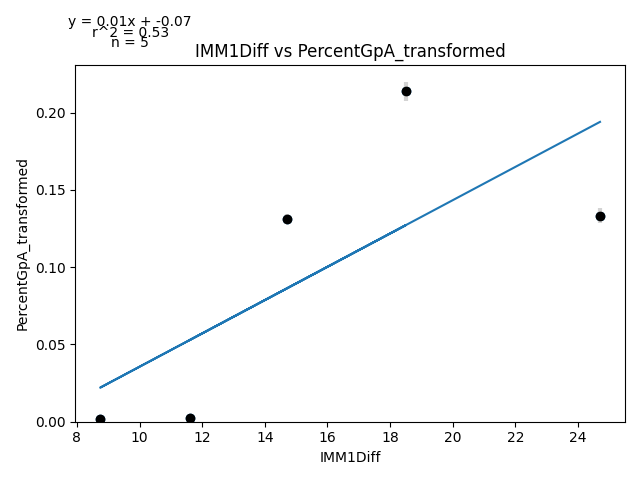 y = 0.01x + -0.07
r^2 = 0.53
n = 5
IMM1Diff vs PercentGpA_transformed
PercentGpA_transformed
0.20
0.15
0.10
0.05
0.00
8 10 12 14 16 18 20 22 24
IMM1Diff